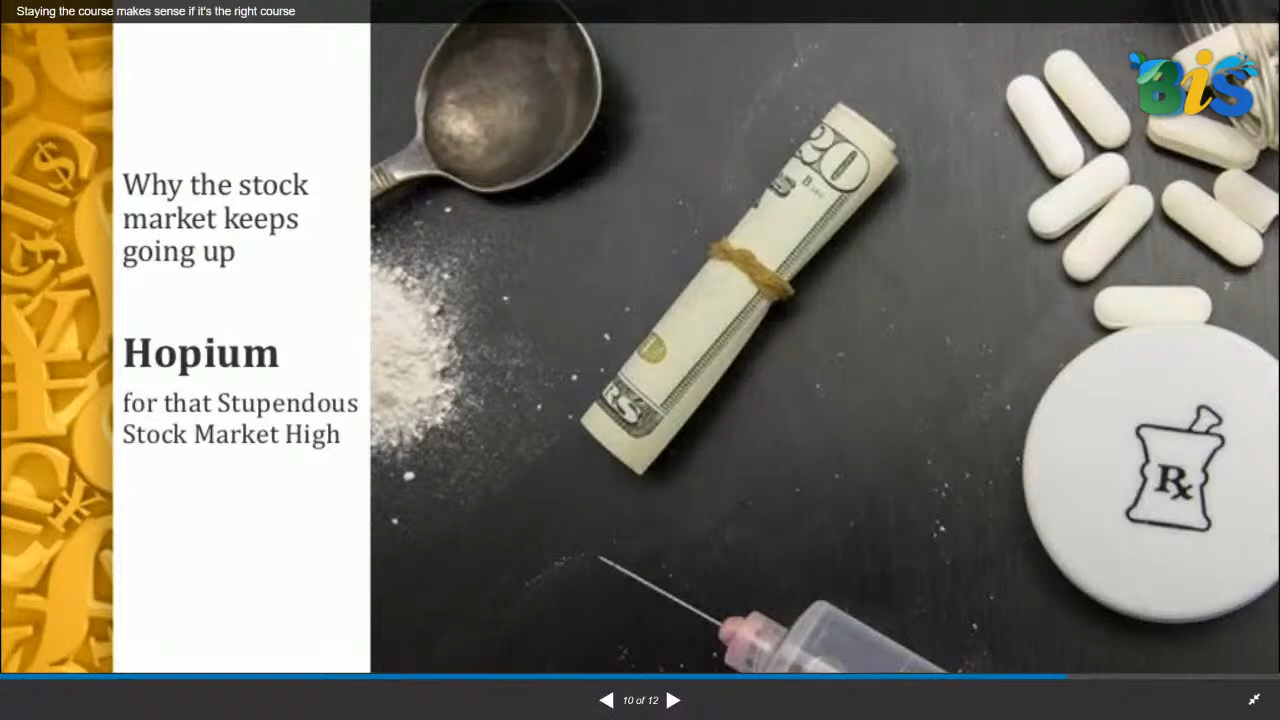 Staying the course makes sense if it's the right course
BiS
Why the stock
market keeps
going up
20
Hopium
for that Stupendous
Stock Market High
RS
Rx
10 of 12